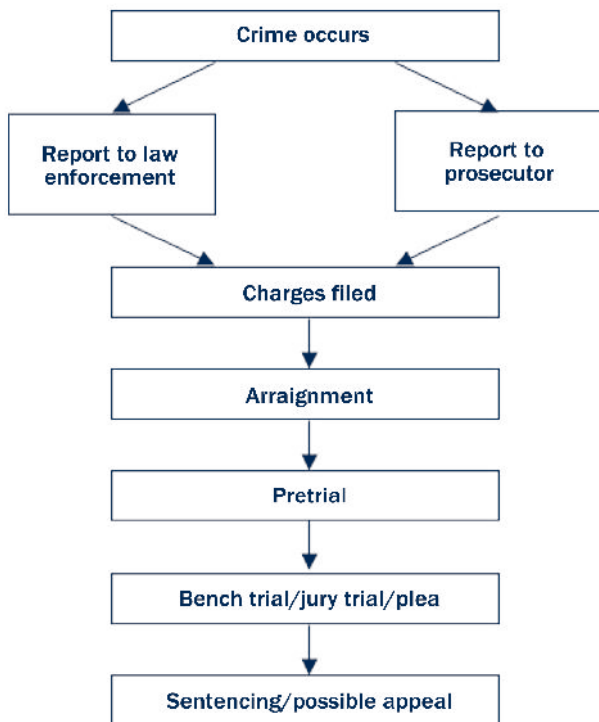 Crime occurs
Report to law
enforcement
Report to
prosecutor
Charges filed
Arraignment
Pretrial
Bench trial/jury trial/plea
Sentencing/possible appeal